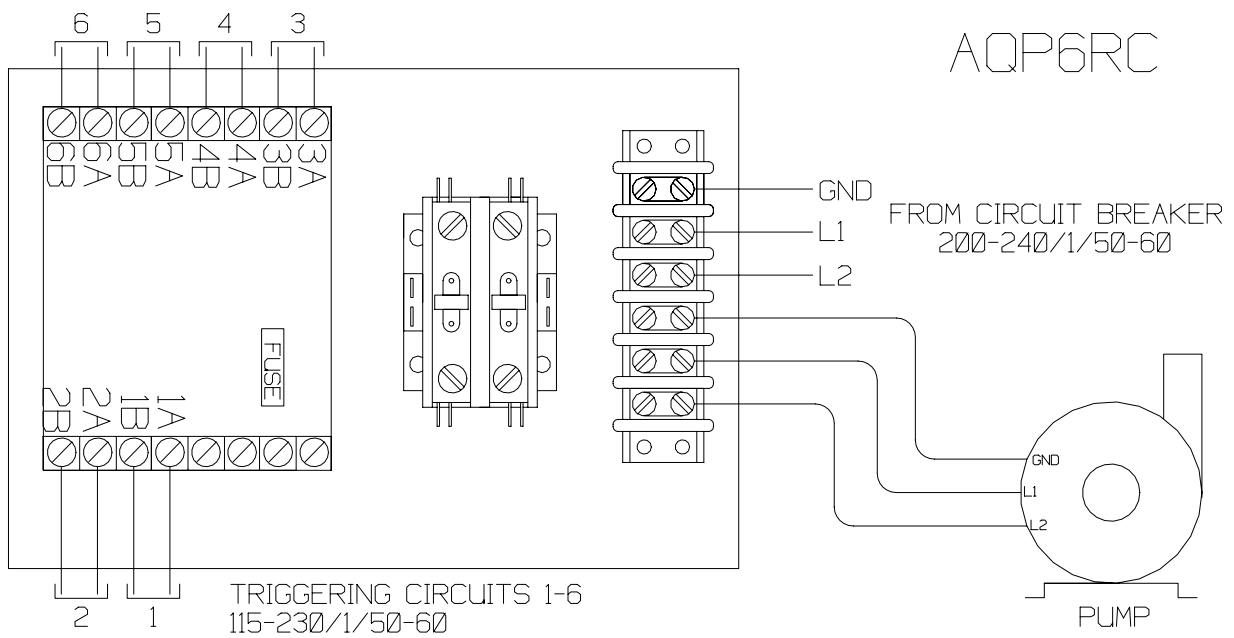 6 5 4 3
AQP6RC
6B 6A 5B 5A 4B 4A 3B 3A
GND
L1
L2
FROM CIRCUIT BREAKER
200-240/1/50-60
FUSE
2B 2A 1B 1A
GND
L1
L2
PUMP
2 1
TRIGGERING CIRCUITS 1-6
115-230/1/50-60